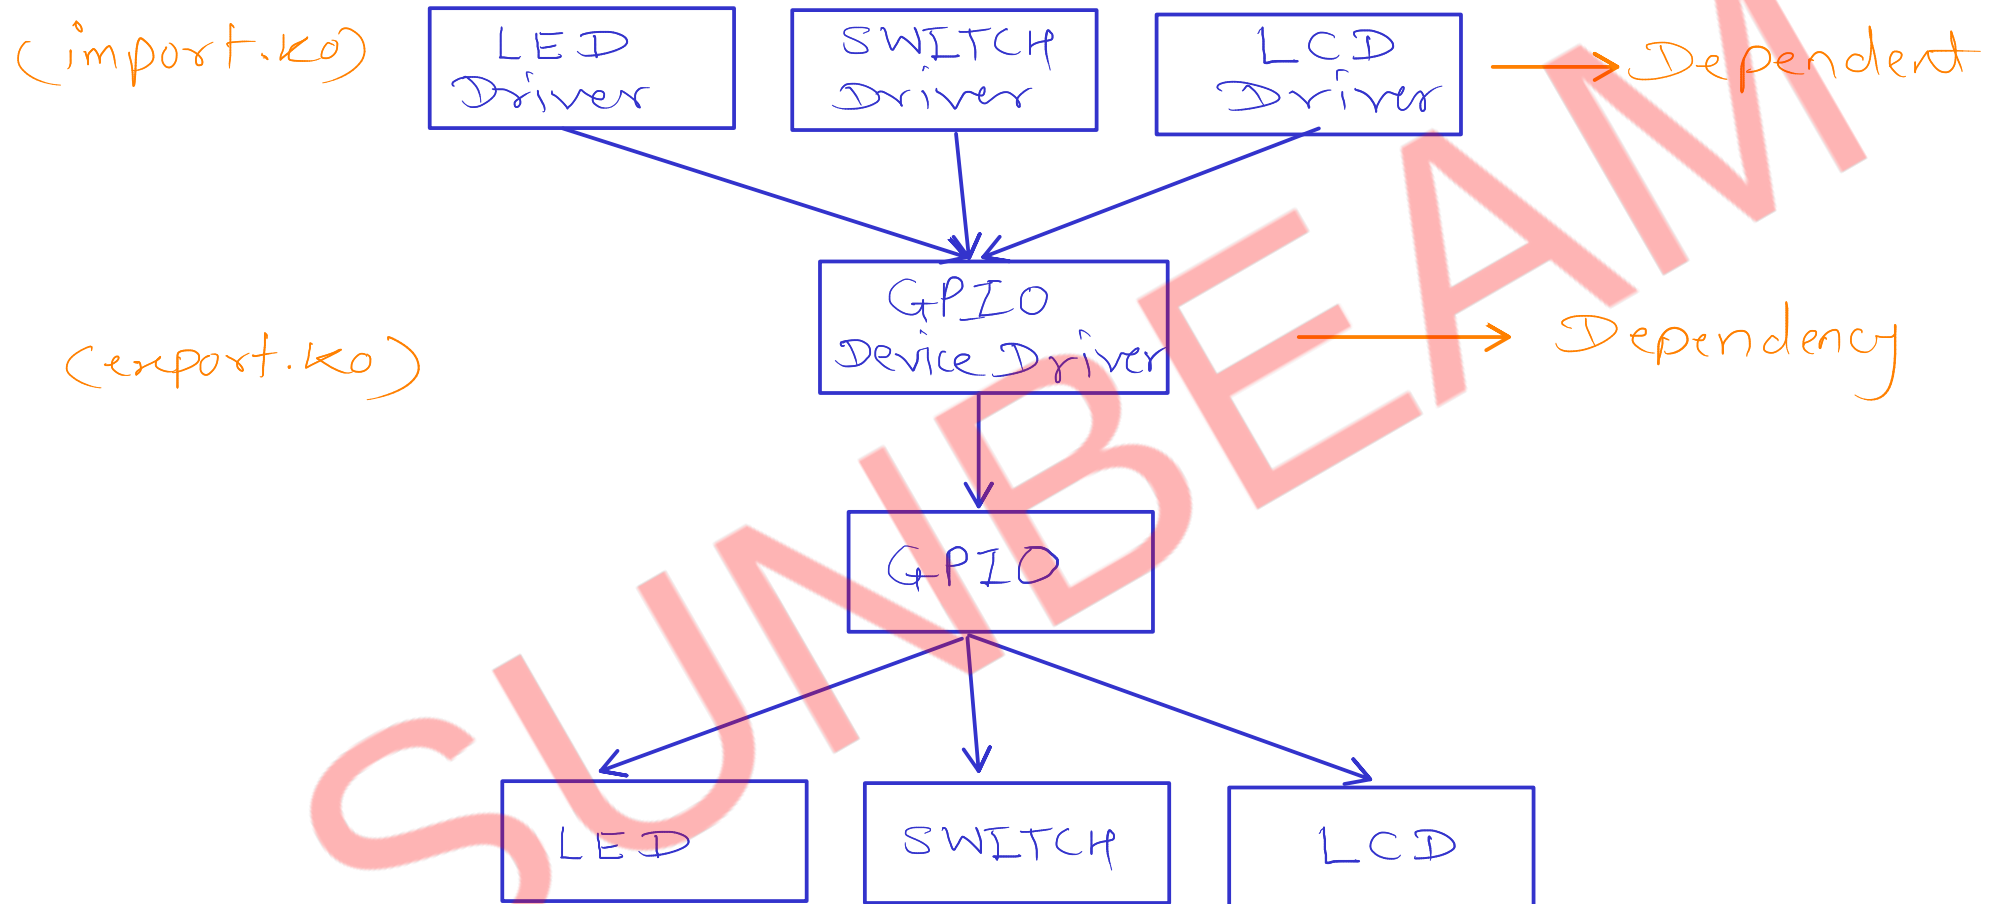 (import.ko)
LED
Driver
SWITCH
Driver
LCD
Driver
Dependent
(export.ko)
GPIO
Device Driver
Dependency
GPIO
LED
SWITCH
LCD
SUNBEAM